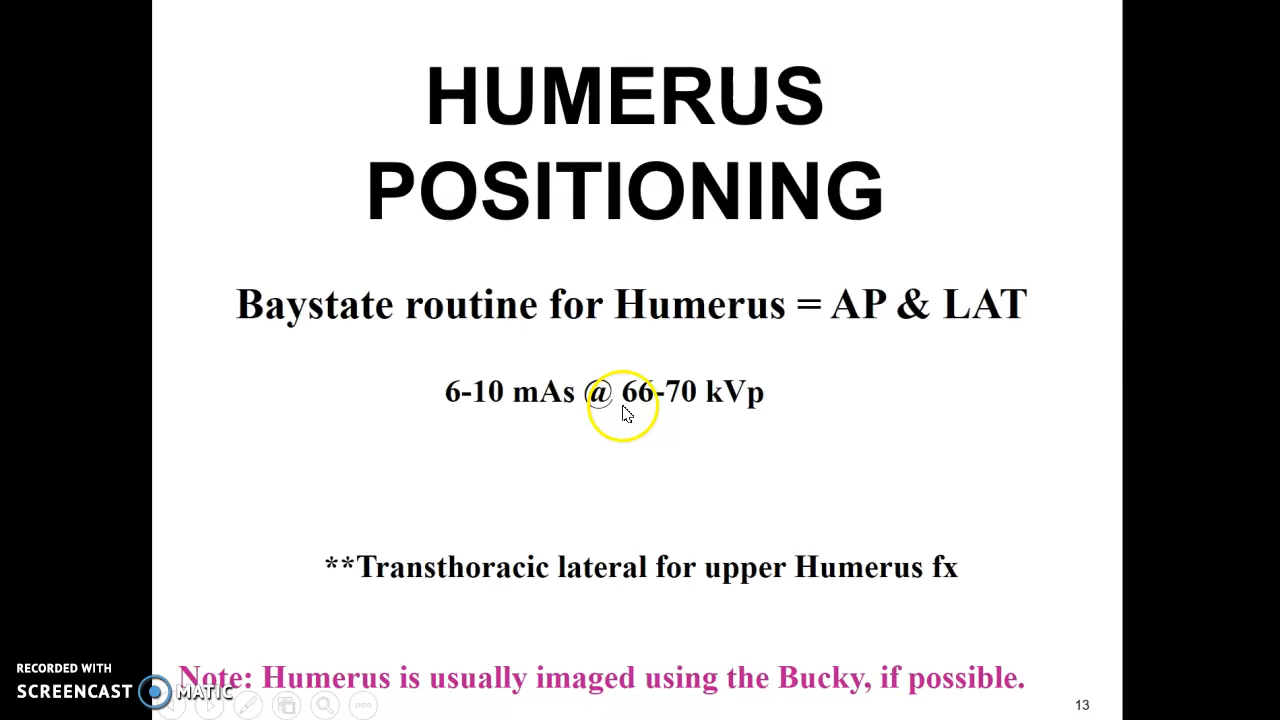 HUMERUS
POSITIONING
Baystate routine for Humerus = AP & LAT
6-10 mAs @ 66-70 kVp
**Transthoracic lateral for upper Humerus fx
Note: Humerus is usually imaged using the Bucky, if possible.
RECORDED WITH
SCREENCAST MATIC
13